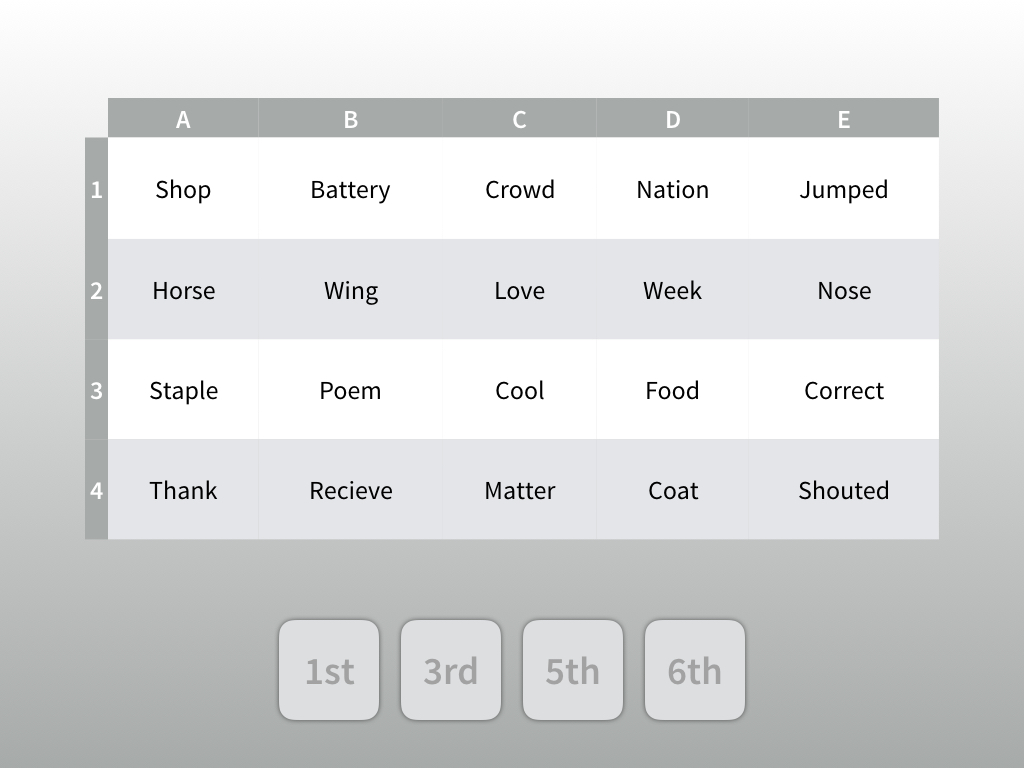 A B C D E
1 Shop Battery Crowd Nation Jumped
2 Horse Wing Love Week Nose
3 Staple Poem Cool Food Correct
4 Thank Recieve Matter Coat Shouted
1st 3rd 5th 6th